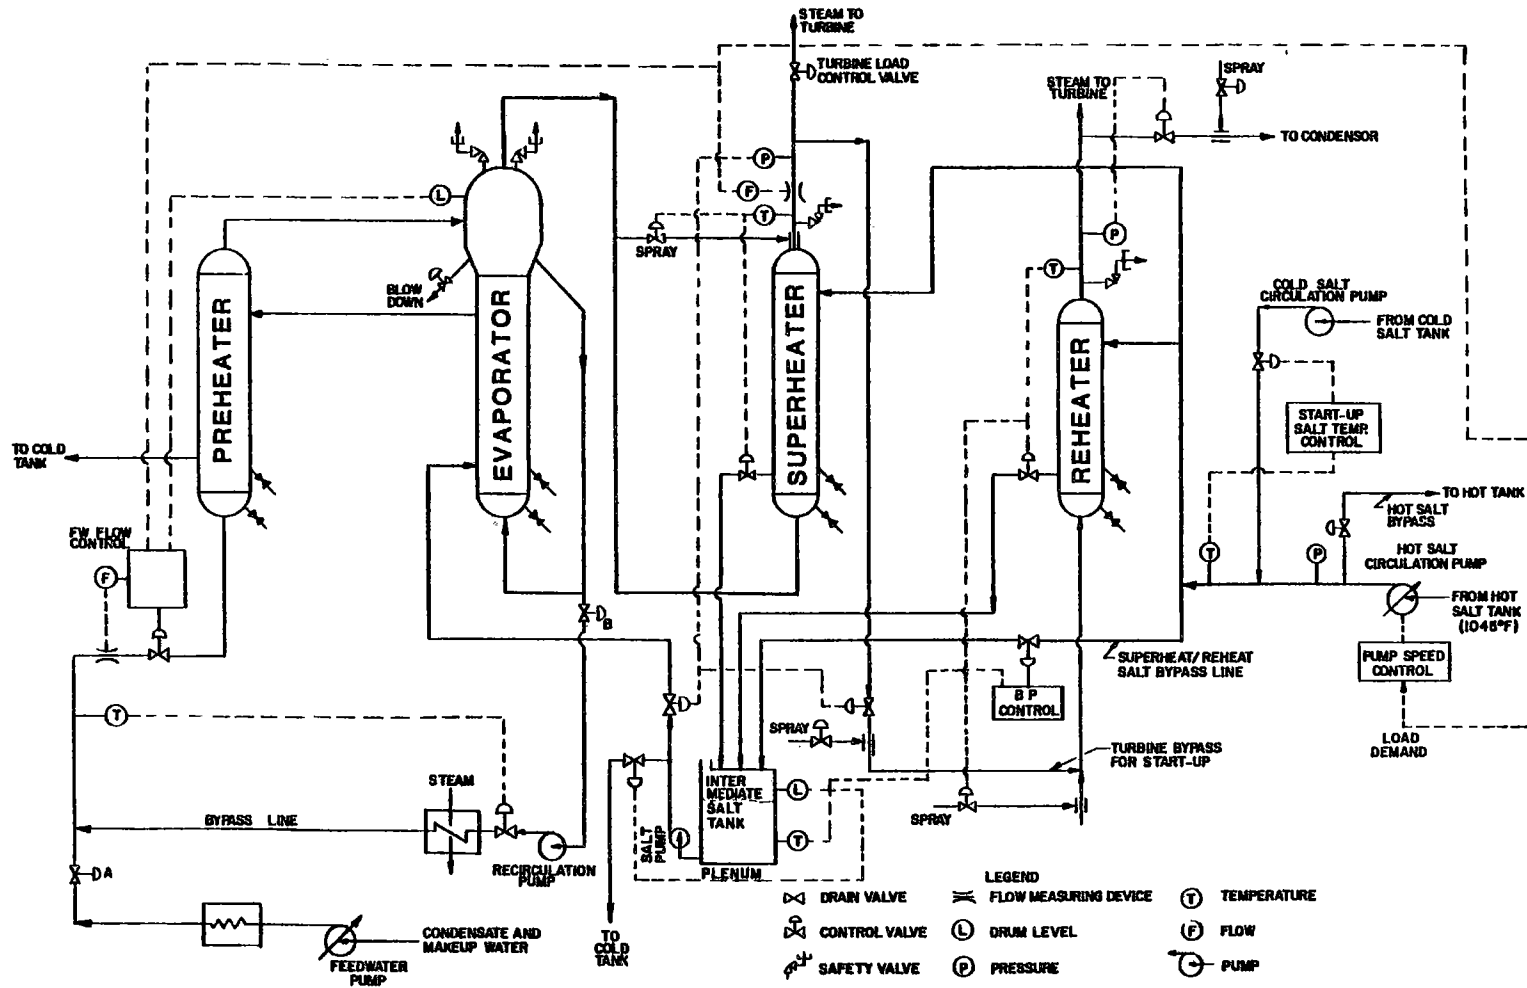 STEAM TO
TURBINE
TURBINE LOAD
CONTROL VALVE
STEAM TO
TURBINE
SPRAY
TO CONDENSOR
P
F
T
L
SPRAY
P
T
BLOW
DOWN
a
PREHEATER
EVAPORATOR
SUPERHEATER
REHEATER
COLD SALT
CIRCULATION PUMP
FROM COLD
SALT TANK
START-UP
SALT TEMP.
CONTROL
TO COLD
TANK
TO HOT TANK
HOT SALT
BYPASS
FW FLOW
CONTROL
F
T
P
HOT SALT
CIRCULATION PUMP
FROM HOT
SALT TANK
(1045°F)
B
SUPERHEAT/REHEAT
SALT BYPASS LINE
PUMP SPEED
CONTROL
B P
CONTROL
T
SPRAY
TURBINE BYPASS
FOR START-UP
LOAD
DEMAND
STEAM
INTER
MEDIATE
SALT
TANK
L
T
SPRAY
BYPASS LINE
SALT
PUMP
PLENUM
RECIRCULATION
PUMP
A
CONDENSATE AND
MAKEUP WATER
FEEDWATER
PUMP
TO
COLD
TANK
LEGEND
DRAIN VALVE
FLOW MEASURING DEVICE
T TEMPERATURE
CONTROL VALVE
L DRUM LEVEL
F FLOW
SAFETY VALVE
P PRESSURE
PUMP